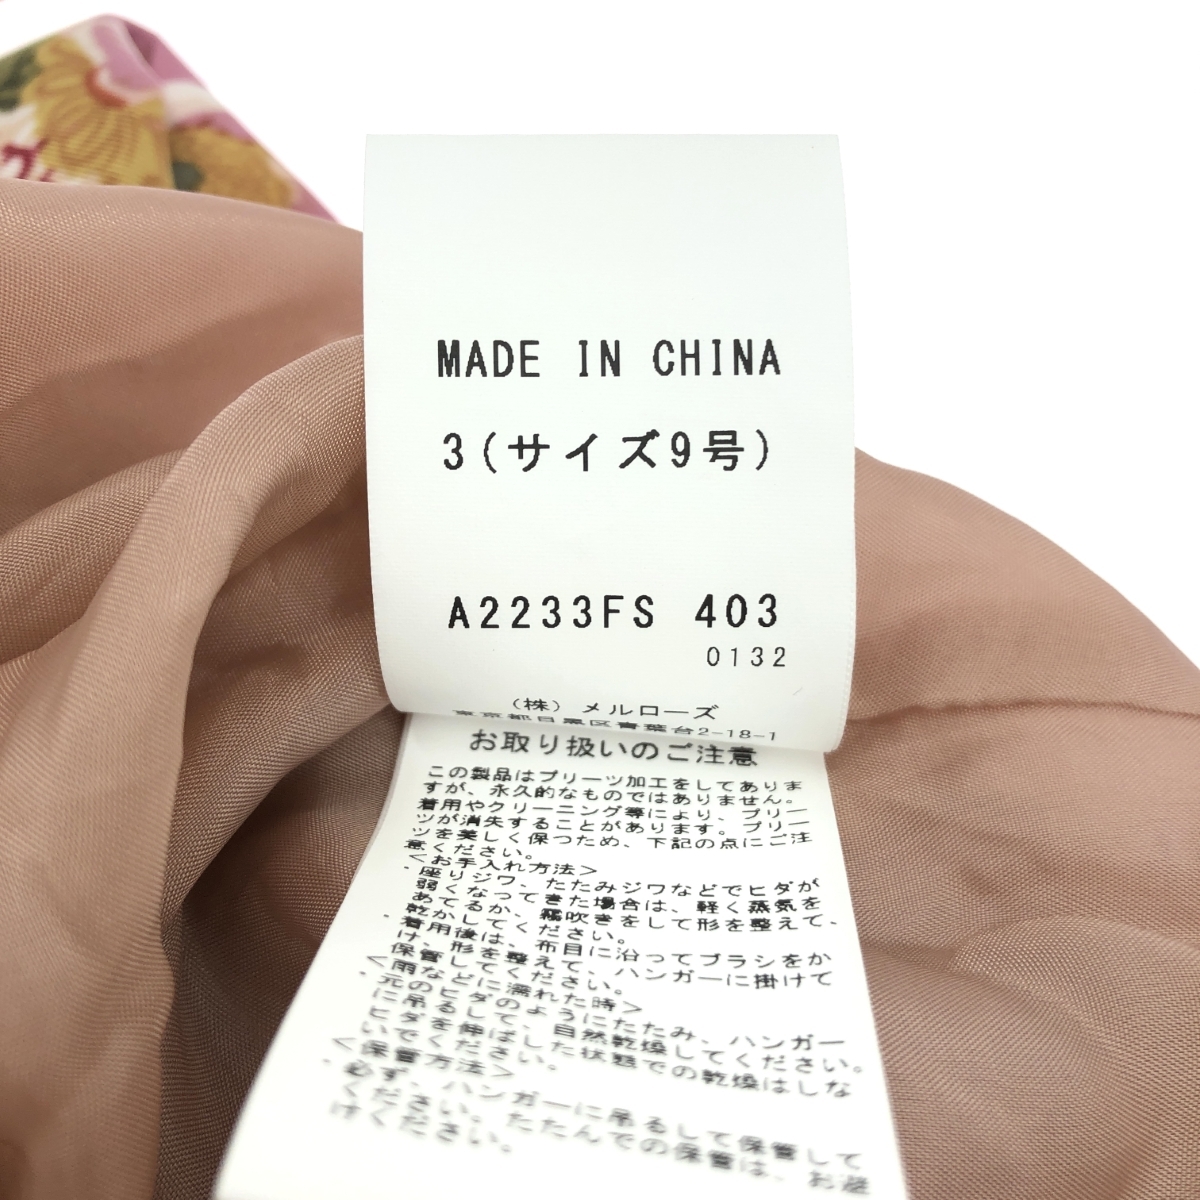 MADE IN CHINA
3(サイズ9号)
A2233FS 403
0132
(株) メルローズ
東京都目黒区青葉台2-18-1
お取り扱いのご注意
この製品はプリーツ加工をしてありま
すが、永久的なものではありません。
着用やクリーニング等により、プリー
ツが消失することがあります。プリー
ツを美しく保つため、下記の点にご注
意ください。
<お手入れ方法>
・座りジワ、たたみジワなどでヒダが
弱くなってきた場合は、軽く蒸気を
あてるか、霧吹きをして形を整えて、
乾かしてください。
・着用後は、布目に沿ってブラシをか
け、形を整えて、ハンガーに掛けて
保管してください。
<雨などに濡れた時>
・元のヒダのようにたたみ、ハンガー
に吊るして、自然乾燥してください。
ヒダを伸ばした状態での乾燥はしな
いでください。
<保管方法>
・必ず、ハンガーに吊るして保管して
ください。たたんでの保管は、お避
けください。